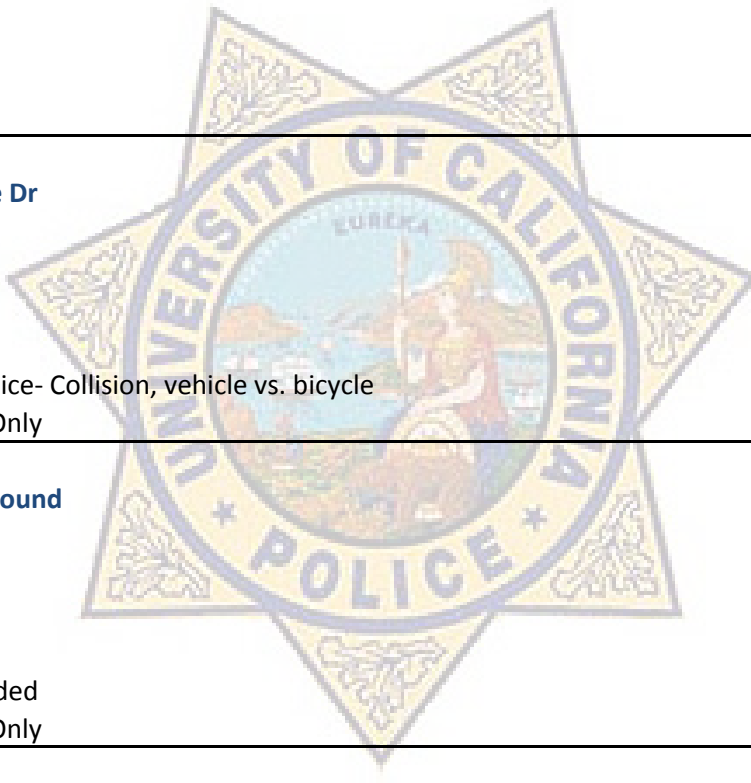 e Dr
ice- Collision, vehicle vs. bicycle
Only
ound
ded
Only
UNIVERSITY OF CALIFORNIA
EUREKA
POLICE